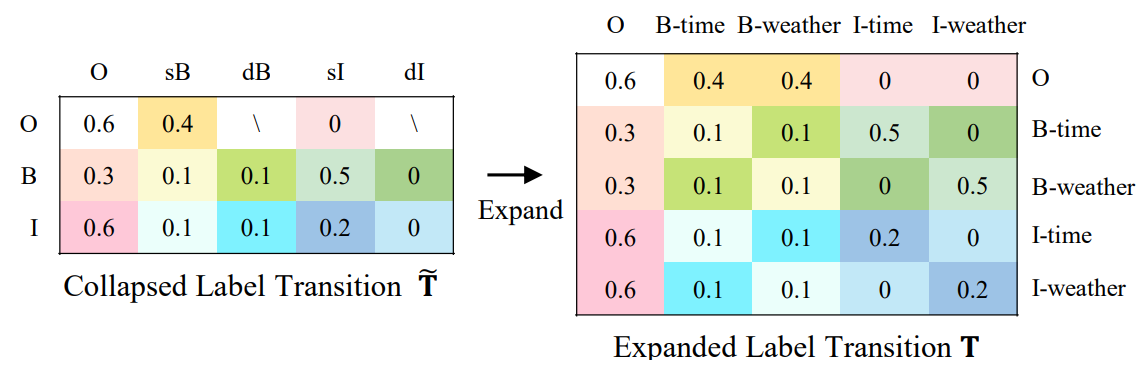 O sB dB sI dI
O 0.6 0.4 \ 0 \
B 0.3 0.1 0.1 0.5 0
I 0.6 0.1 0.1 0.2 0
Collapsed Label Transition T̃
Expand
O B-time B-weather I-time I-weather
0.6 0.4 0.4 0 0 O
0.3 0.1 0.1 0.5 0 B-time
0.3 0.1 0.1 0 0.5 B-weather
0.6 0.1 0.1 0.2 0 I-time
0.6 0.1 0.1 0 0.2 I-weather
Expanded Label Transition T